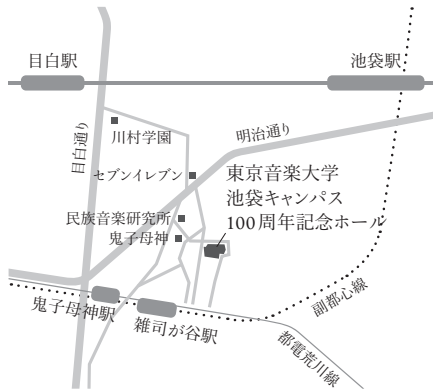 目白駅
池袋駅
目白通り
川村学園
明治通り
セブンイレブン
東京音楽大学
池袋キャンパス
100周年記念ホール
民族音楽研究所
鬼子母神
鬼子母神駅
雑司が谷駅
副都心線
都電荒川線